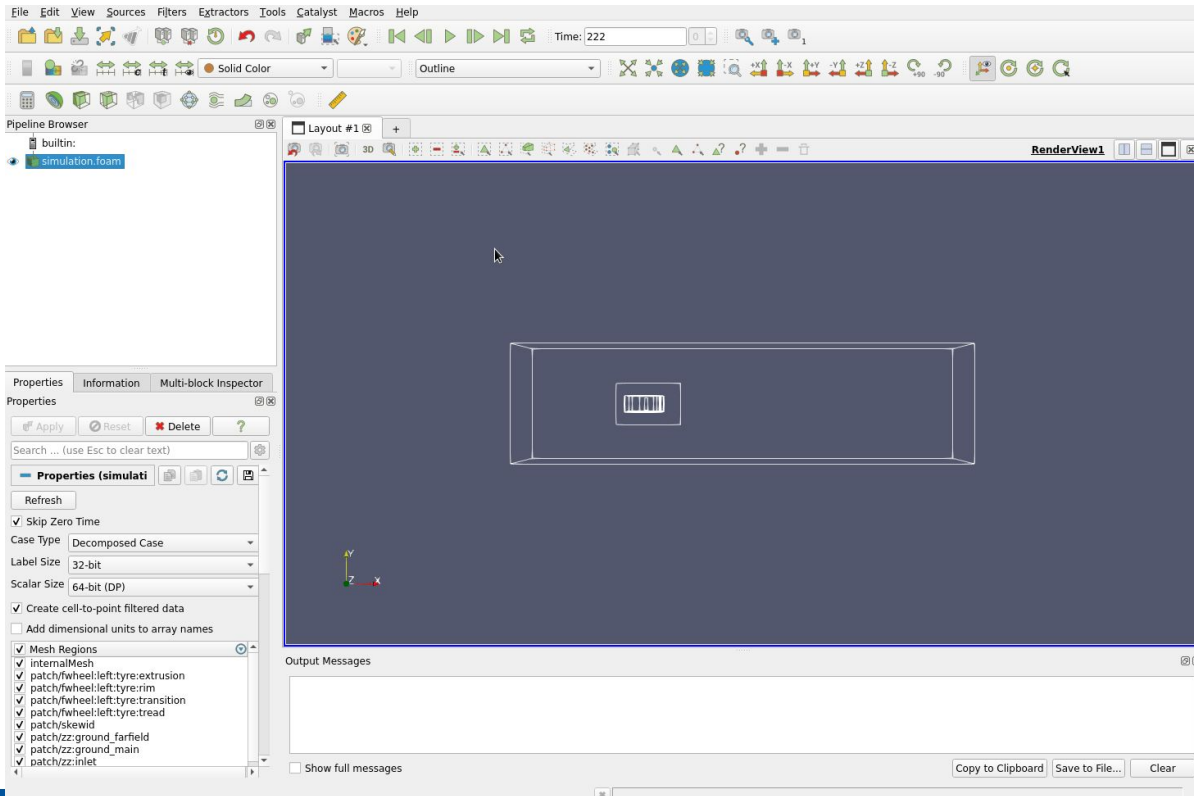 File Edit View Sources Filters Extractors Tools Catalyst Macros Help
Time: 222 0
Solid Color Outline +X -X +Y -Y +Z -Z +90 -90
Pipeline Browser
Layout #1 +
builtin:
simulation.foam
3D
RenderView1
Properties Information Multi-block Inspector
Properties
Apply Reset Delete ?
Search ... (use Esc to clear text)
Properties (simulati
Refresh
Skip Zero Time
Case Type Decomposed Case
Label Size 32-bit
Scalar Size 64-bit (DP)
Create cell-to-point filtered data
Add dimensional units to array names
Mesh Regions
internalMesh
patch/fwheel:left:tyre:extrusion
patch/fwheel:left:tyre:rim
patch/fwheel:left:tyre:transition
patch/fwheel:left:tyre:tread
patch/skewid
patch/zz:ground_farfield
patch/zz:ground_main
patch/zz:inlet
Y
Z X
Output Messages
Show full messages
Copy to Clipboard Save to File... Clear